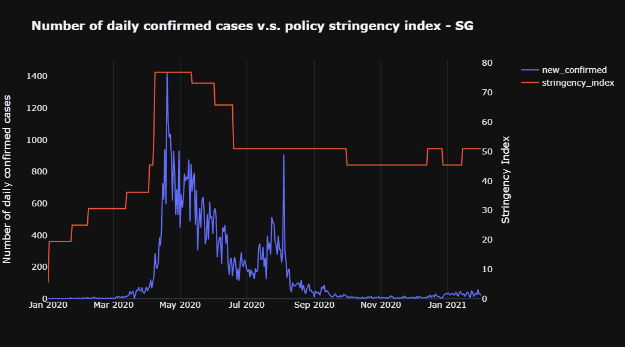 Number of daily confirmed cases v.s. policy stringency index - SG
new_confirmed
stringency_index
Number of daily confirmed cases
1400
1200
1000
800
600
400
200
0
80
70
60
50
40
30
20
10
0
Stringency Index
Jan 2020 Mar 2020 May 2020 Jul 2020 Sep 2020 Nov 2020 Jan 2021